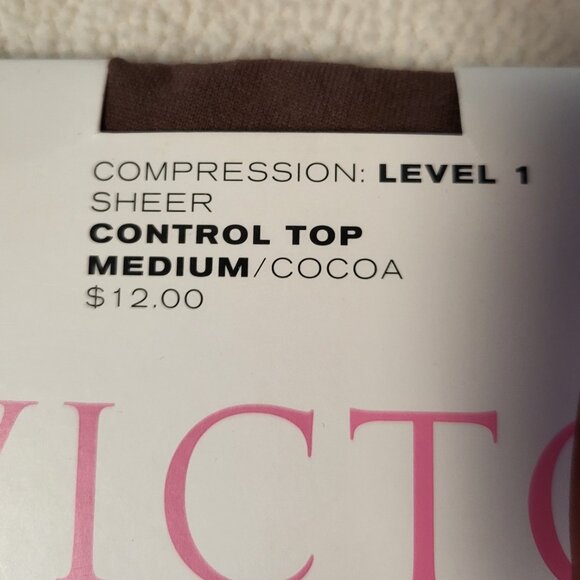 COMPRESSION: LEVEL 1
SHEER
CONTROL TOP
MEDIUM/COCOA
$12.00
VICTO